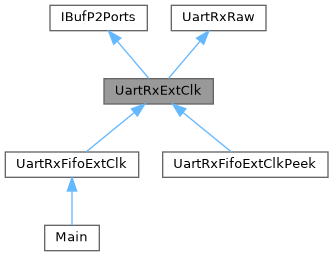 IBufP2Ports
UartRxRaw
UartRxExtClk
UartRxFifoExtClk
UartRxFifoExtClkPeek
Main